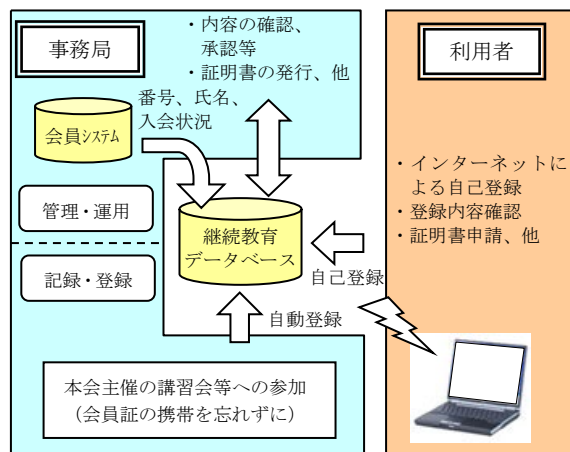 事務局
・内容の確認、
承認等
・証明書の発行、他
番号、氏名、
入会状況
会員ｼｽﾃﾑ
管理・運用
記録・登録
継続教育
データベース
自己登録
自動登録
本会主催の講習会等への参加
（会員証の携帯を忘れずに）
利用者
・インターネットに
よる自己登録
・登録内容確認
・証明書申請、他